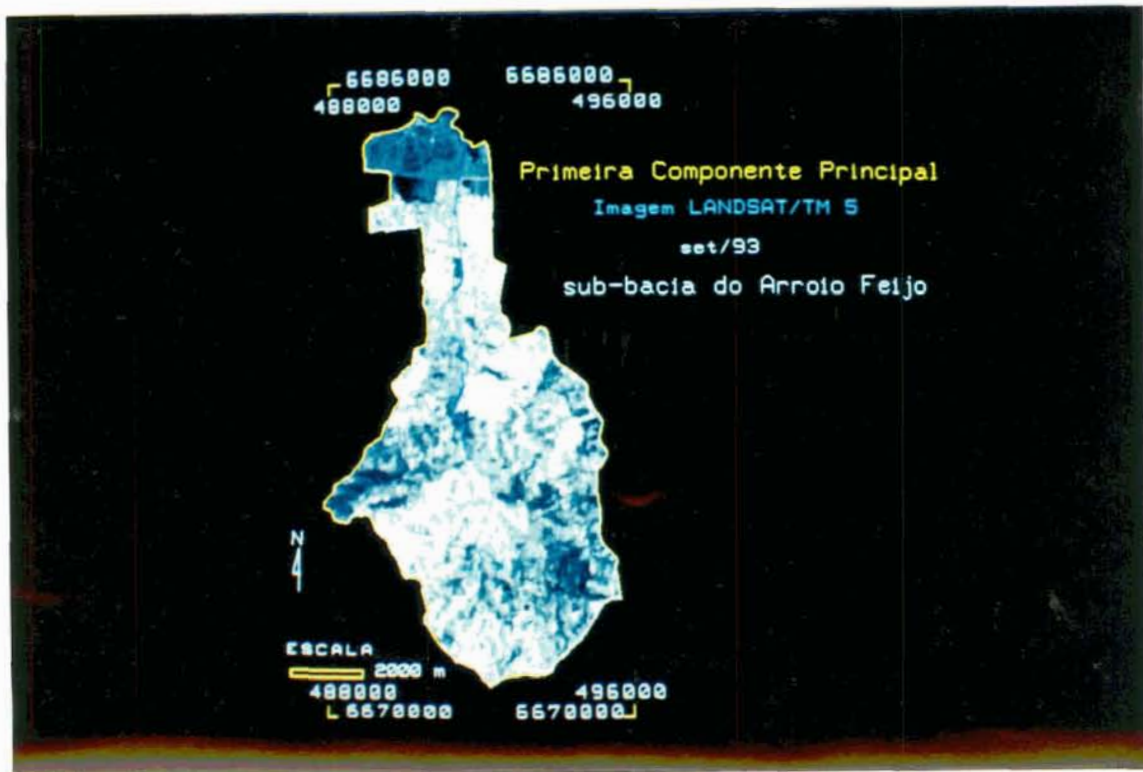 6686000 6686000
488000 496000
Primeira Componente Principal
Imagem LANDSAT/TM 5
set/93
sub-bacia do Arroio Feijo
N
ESCALA
2000 m
488000 496000
6670000 6670000